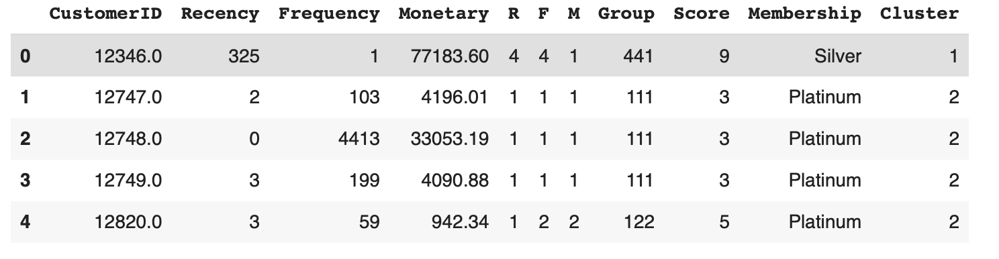 CustomerID Recency Frequency Monetary R F M Group Score Membership Cluster
0 12346.0 325 1 77183.60 4 4 1 441 9 Silver 1
1 12747.0 2 103 4196.01 1 1 1 111 3 Platinum 2
2 12748.0 0 4413 33053.19 1 1 1 111 3 Platinum 2
3 12749.0 3 199 4090.88 1 1 1 111 3 Platinum 2
4 12820.0 3 59 942.34 1 2 2 122 5 Platinum 2